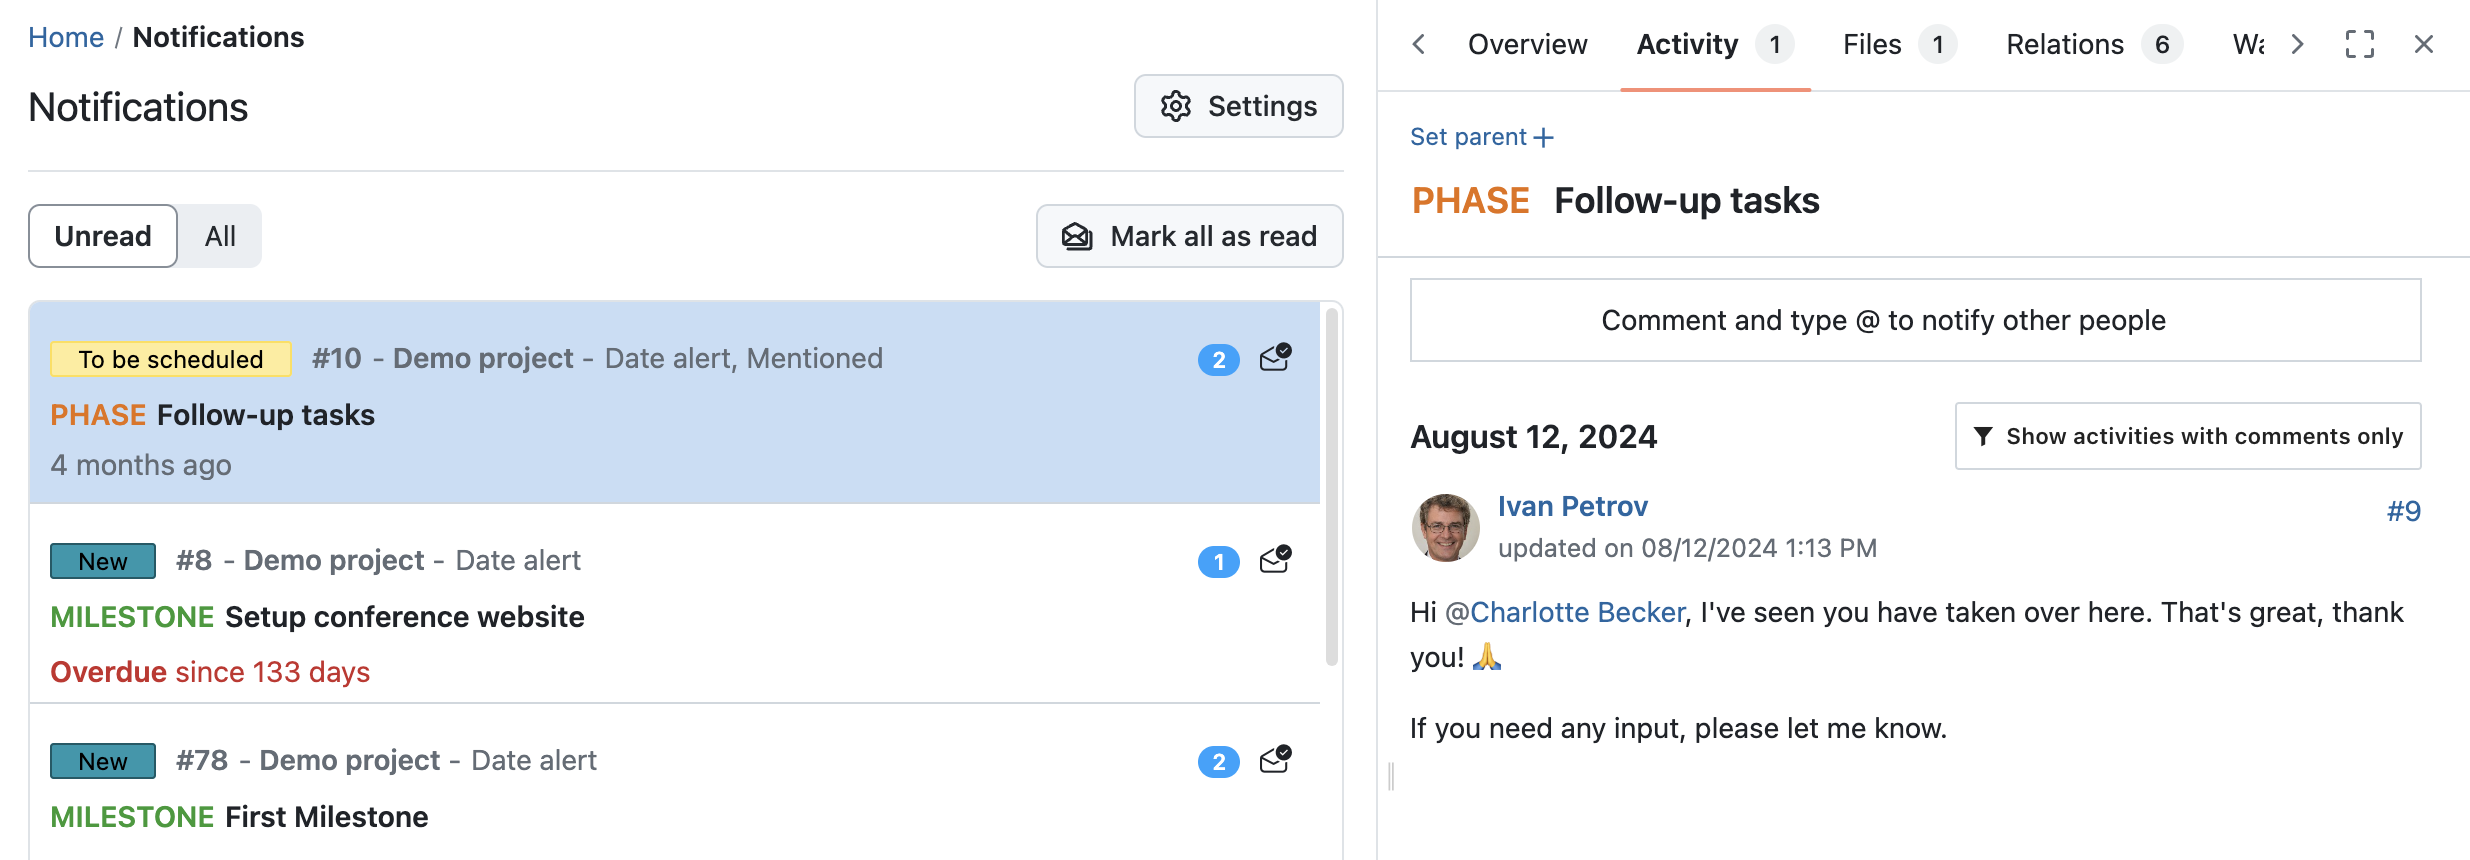 Home / Notifications
Notifications
Settings
Unread
All
Mark all as read
To be scheduled #10 - Demo project - Date alert, Mentioned 2
PHASE Follow-up tasks
4 months ago
New #8 - Demo project - Date alert 1
MILESTONE Setup conference website
Overdue since 133 days
New #78 - Demo project - Date alert 2
MILESTONE First Milestone
Overview Activity 1 Files 1 Relations 6
Set parent +
PHASE Follow-up tasks
Comment and type @ to notify other people
August 12, 2024
Show activities with comments only
Ivan Petrov #9
updated on 08/12/2024 1:13 PM
Hi @Charlotte Becker, I've seen you have taken over here. That's great, thank
you! 🙏
If you need any input, please let me know.